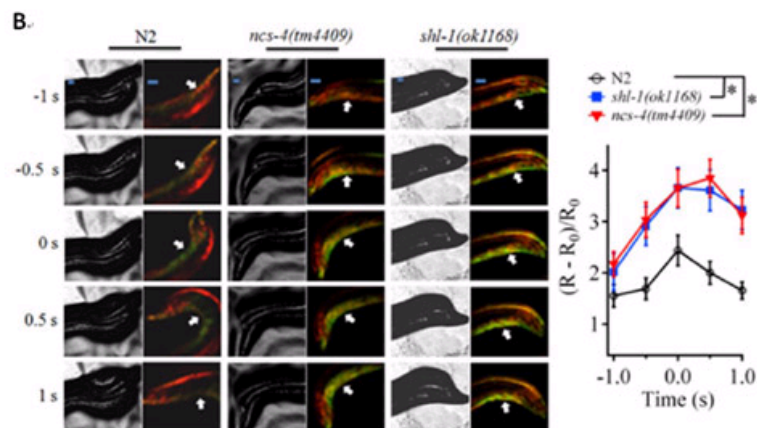 B.
N2 ncs-4(tm4409) shl-1(ok1168)
-1 s
-0.5 s
0 s
0.5 s
1 s
N2
shl-1(ok1168) *
ncs-4(tm4409) *
(R - R0)/R0
4
3
2
1
-1.0 0.0 1.0
Time (s)